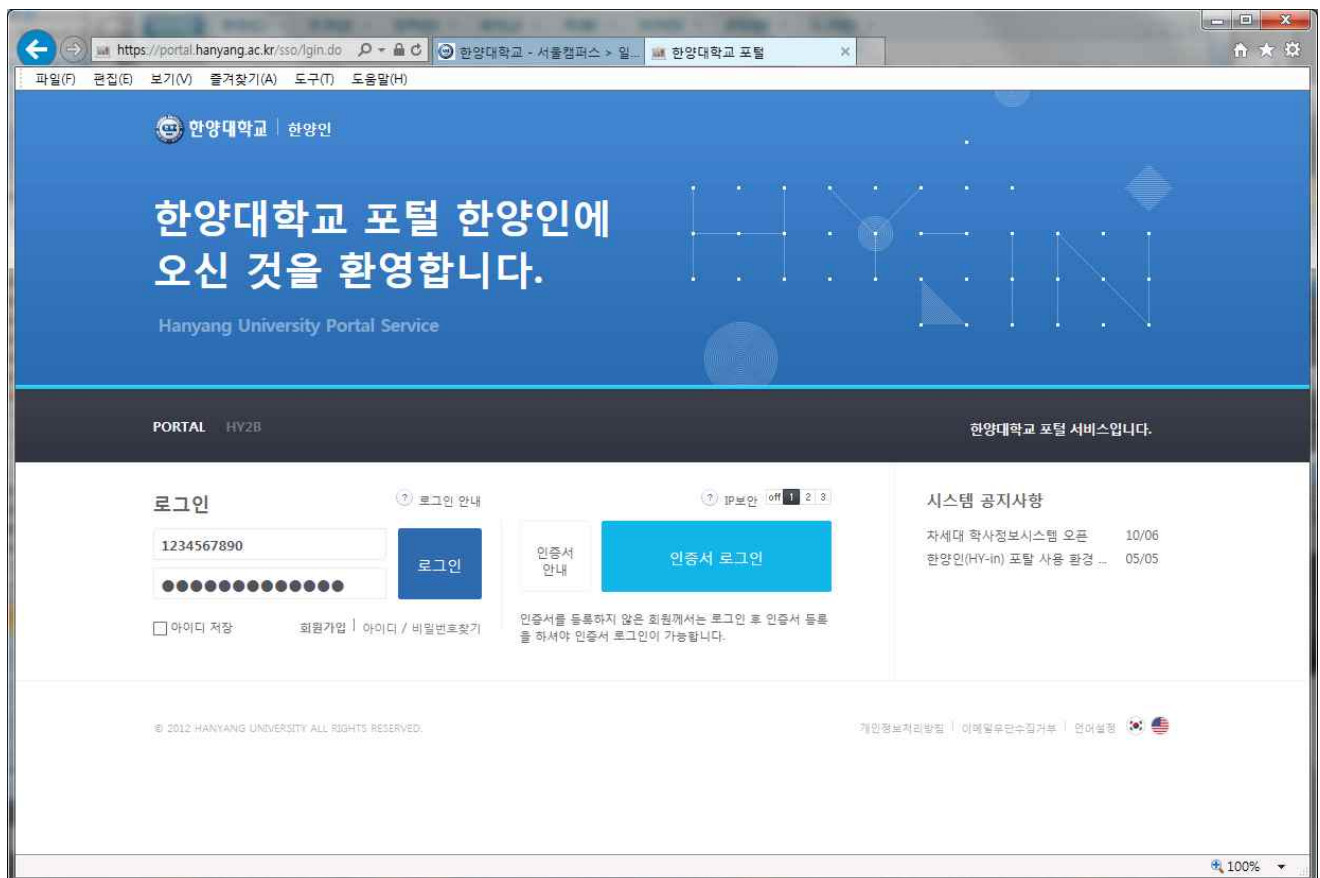 https://portal.hanyang.ac.kr/sso/lgin.do
한양대학교 - 서울캠퍼스 > 일...
한양대학교 포털
파일(F) 편집(E) 보기(V) 즐겨찾기(A) 도구(T) 도움말(H)
한양대학교 | 한양인
한양대학교 포털 한양인에
오신 것을 환영합니다.
Hanyang University Portal Service
HY-IN
PORTAL HY2B
한양대학교 포털 서비스입니다.
로그인
? 로그인 안내
1234567890
●●●●●●●●●●●●●
로그인
아이디 저장
회원가입 | 아이디 / 비밀번호찾기
? IP보안 off 1 2 3
인증서
안내
인증서 로그인
인증서를 등록하지 않은 회원께서는 로그인 후 인증서 등록
을 하셔야 인증서 로그인이 가능합니다.
시스템 공지사항
차세대 학사정보시스템 오픈 10/06
한양인(HY-in) 포탈 사용 환경 ... 05/05
© 2012 HANYANG UNIVERSITY ALL RIGHTS RESERVED.
개인정보처리방침 | 이메일무단수집거부 | 언어설정
100%